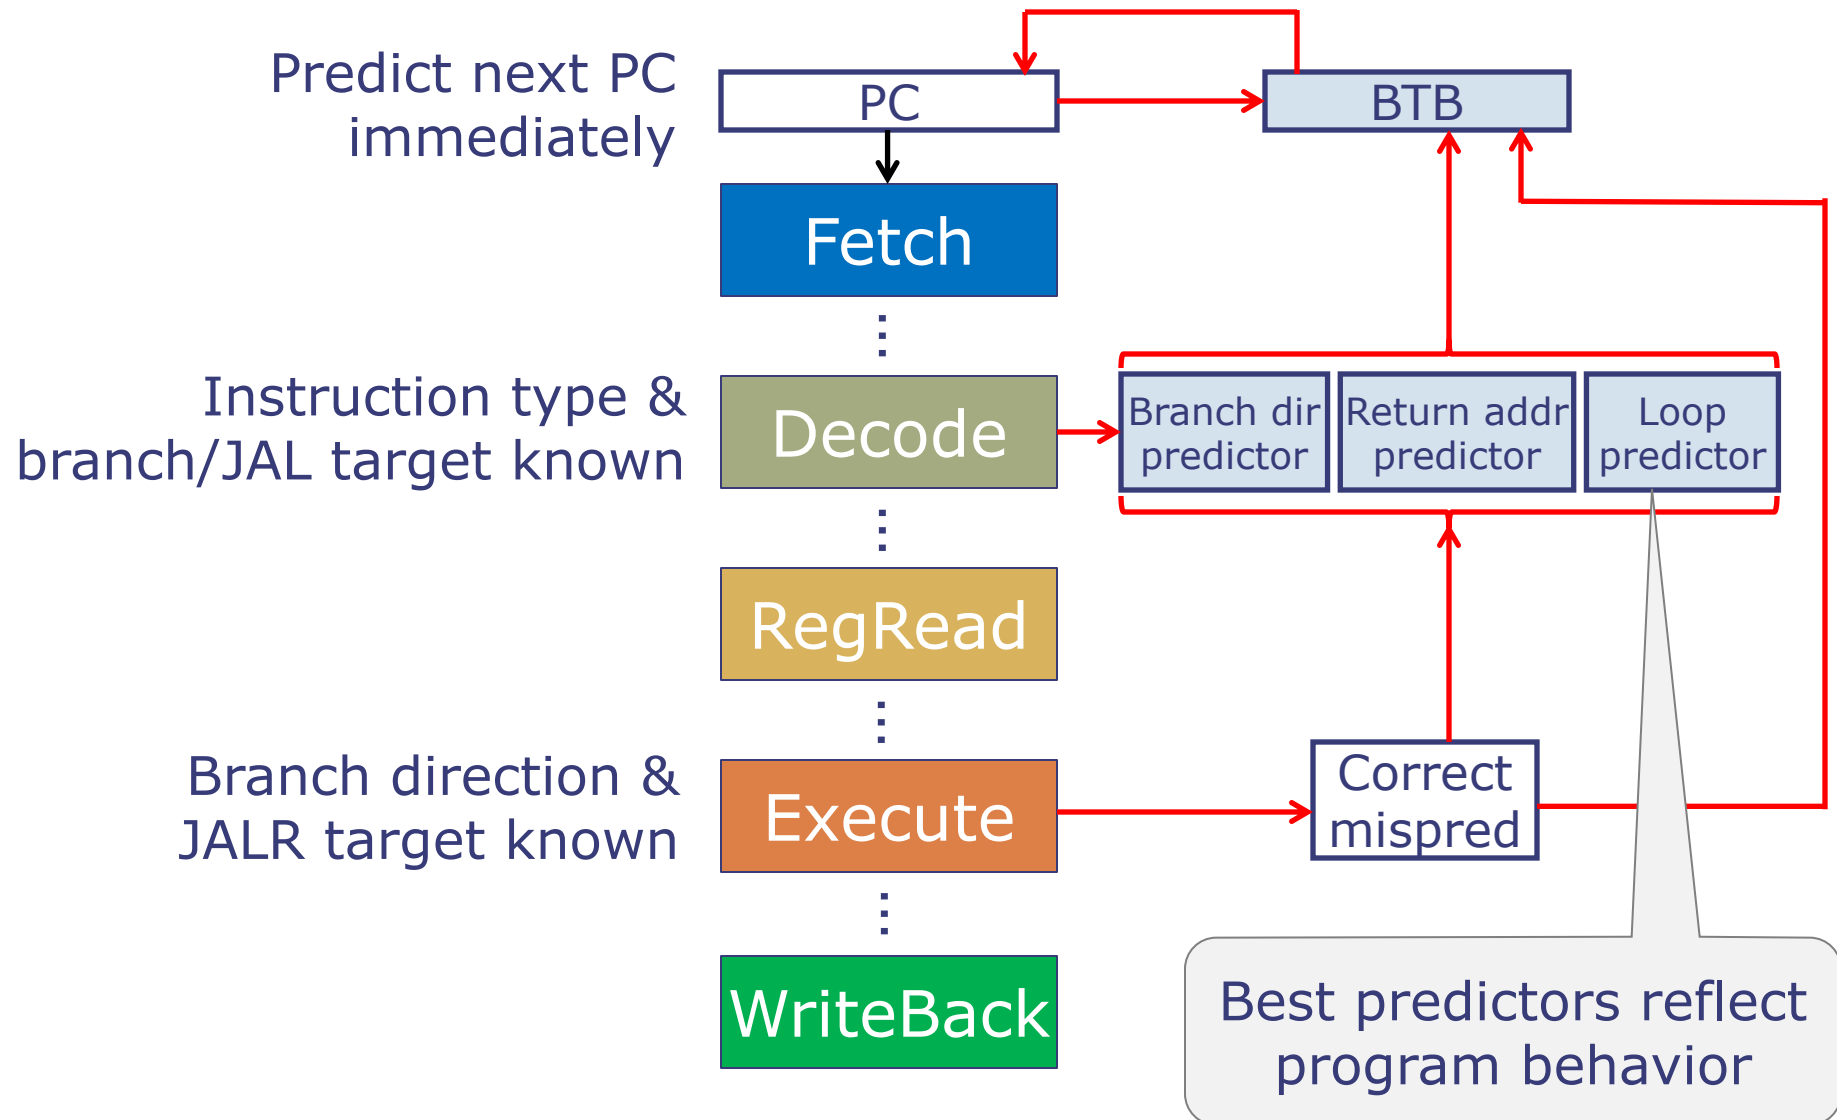 Predict next PC
immediately
PC
BTB
Fetch
Instruction type &
branch/JAL target known
Decode
Branch dir
predictor
Return addr
predictor
Loop
predictor
RegRead
Branch direction &
JALR target known
Execute
Correct
mispred
WriteBack
Best predictors reflect
program behavior